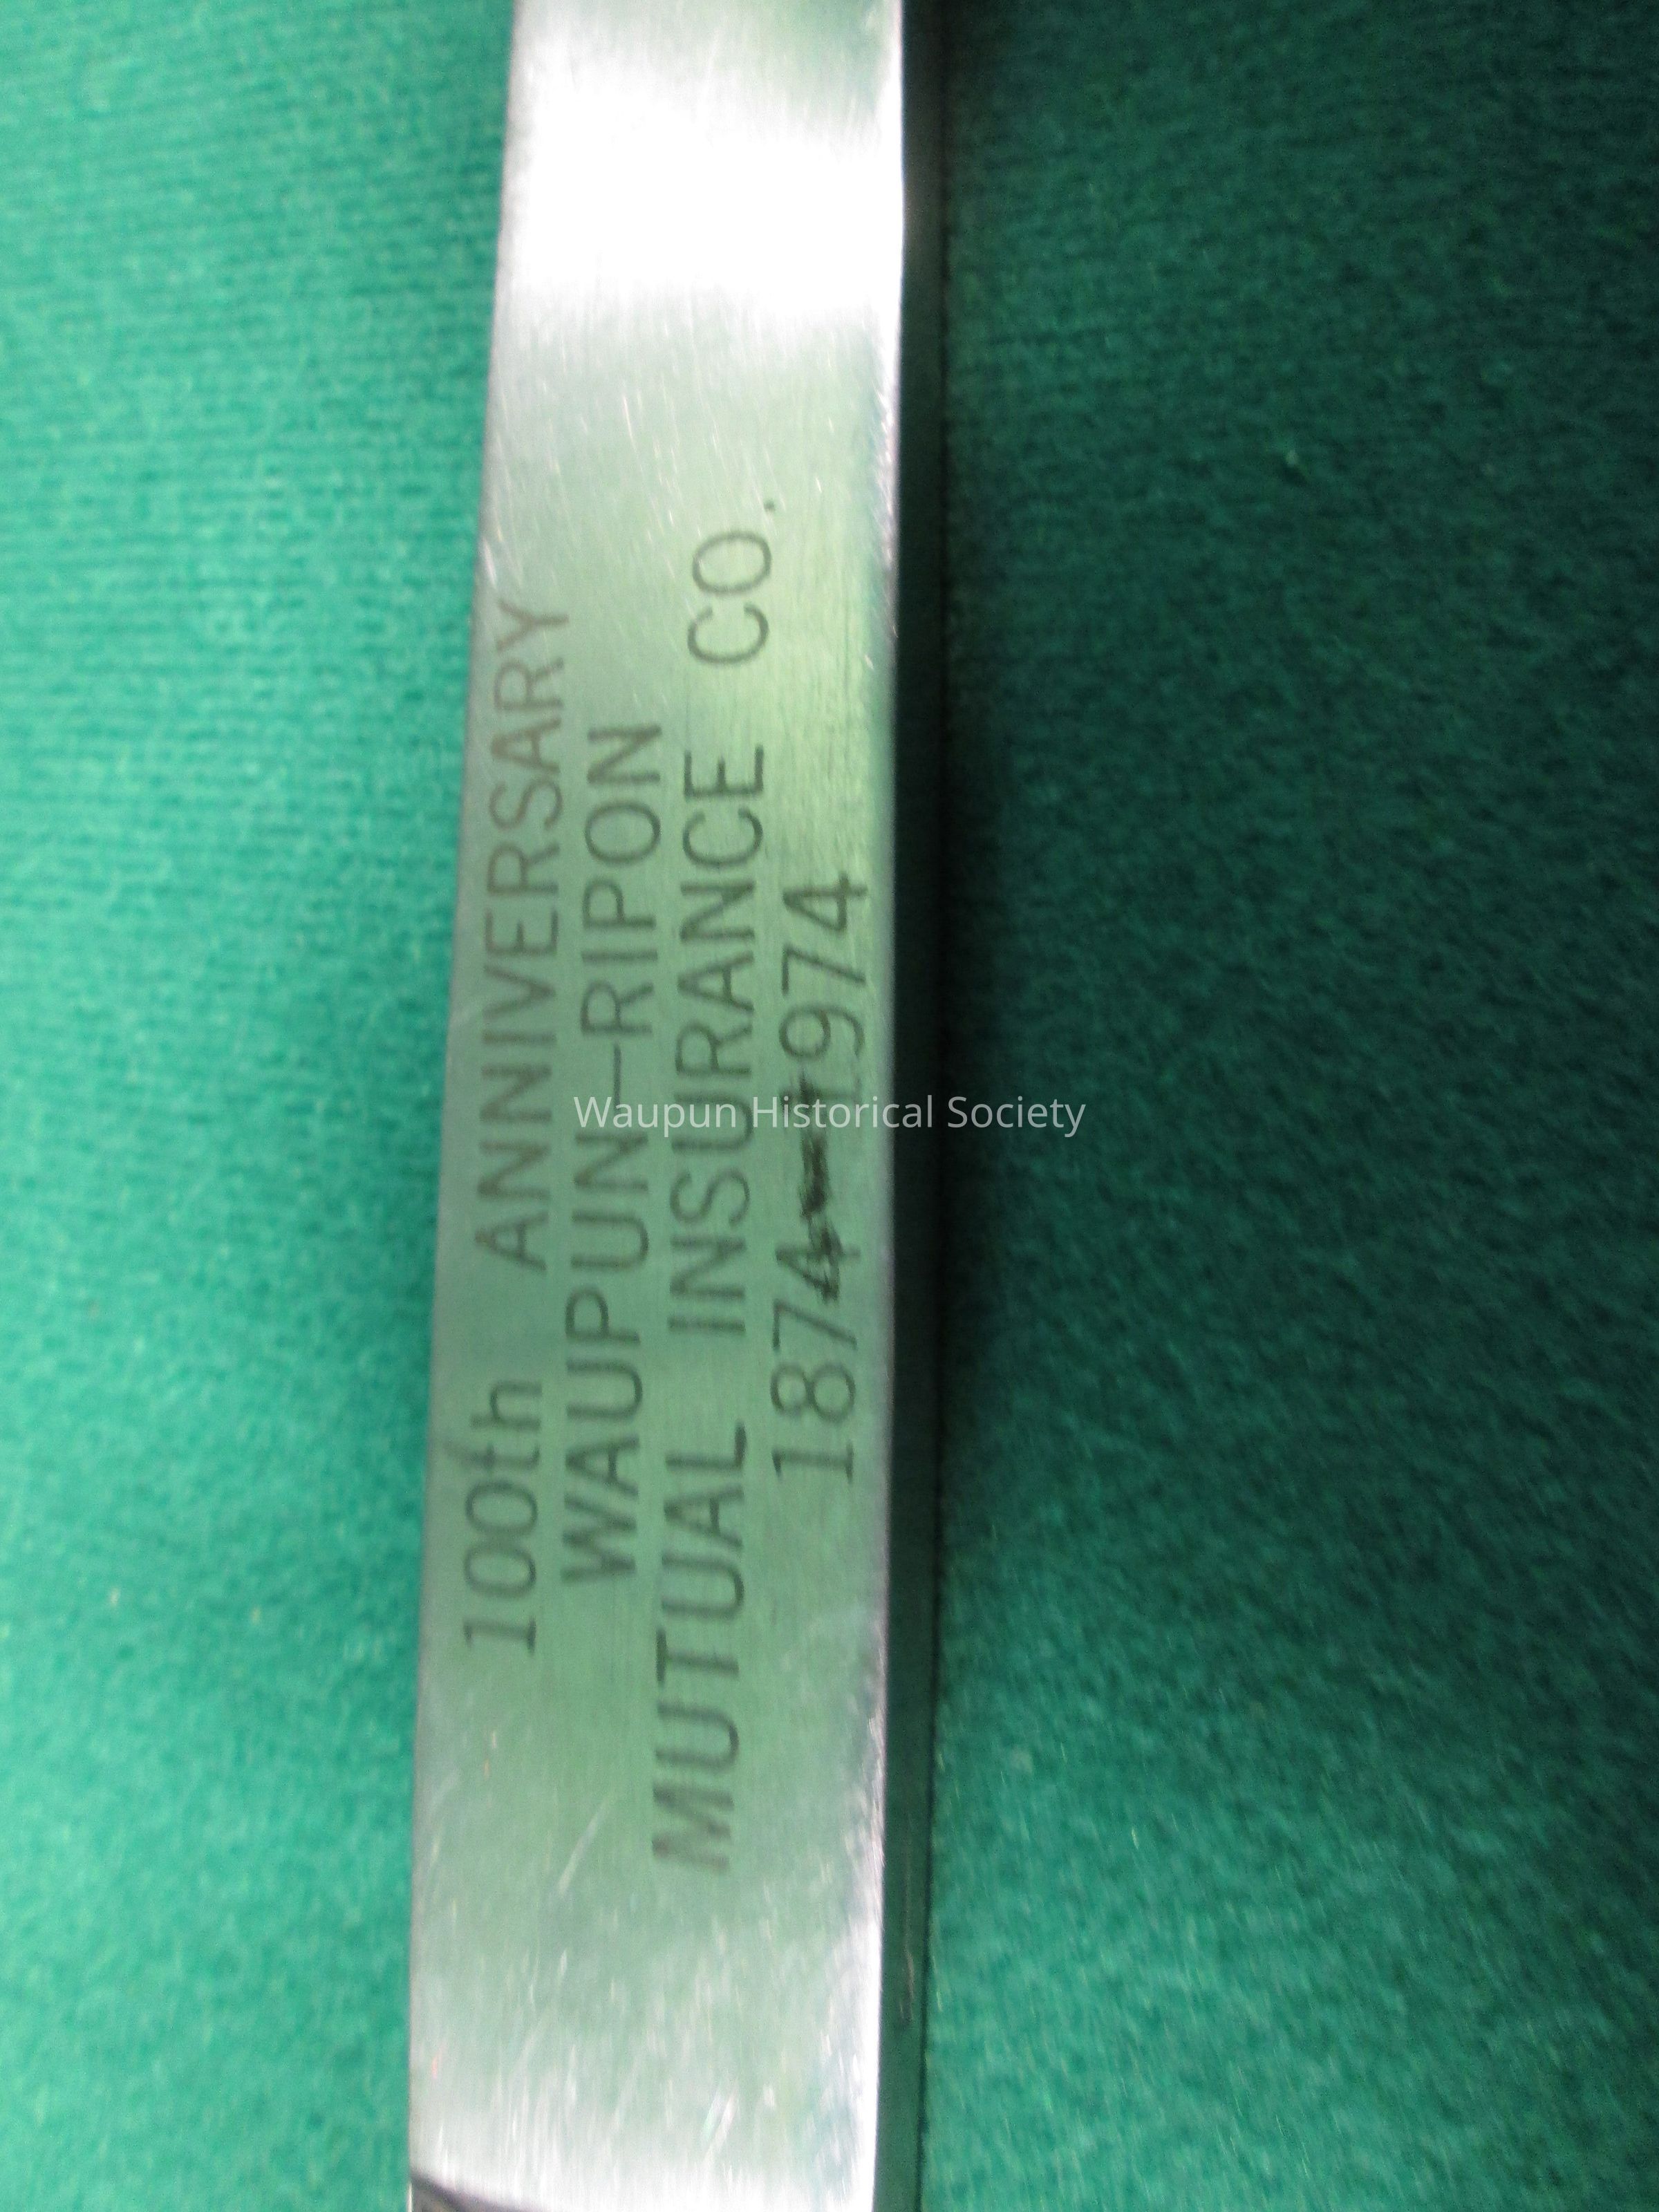 100th ANNIVERSARY
WAUPUN-RIPON
MUTUAL INSURANCE CO.
1874-1974
Waupun Historical Society